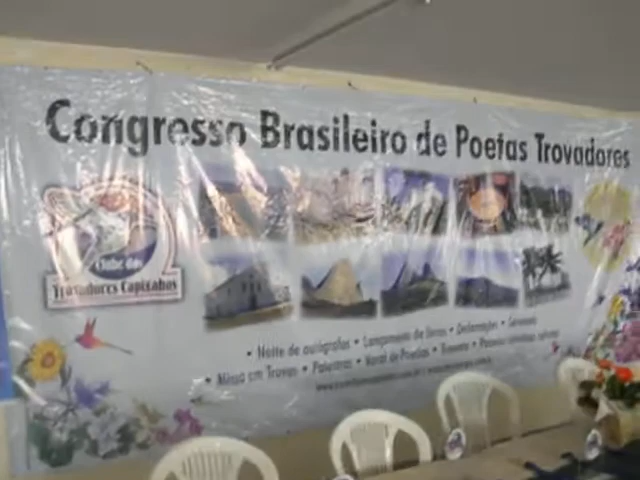 Congresso Brasileiro de Poetas Trovadores
Clube dos
Trovadores Capixabas
• Noite de autógrafos • Lançamento de livros • Declamações • Serenata
• Missa em Trovas • Palestras • Varal de Poesias • • Passeios